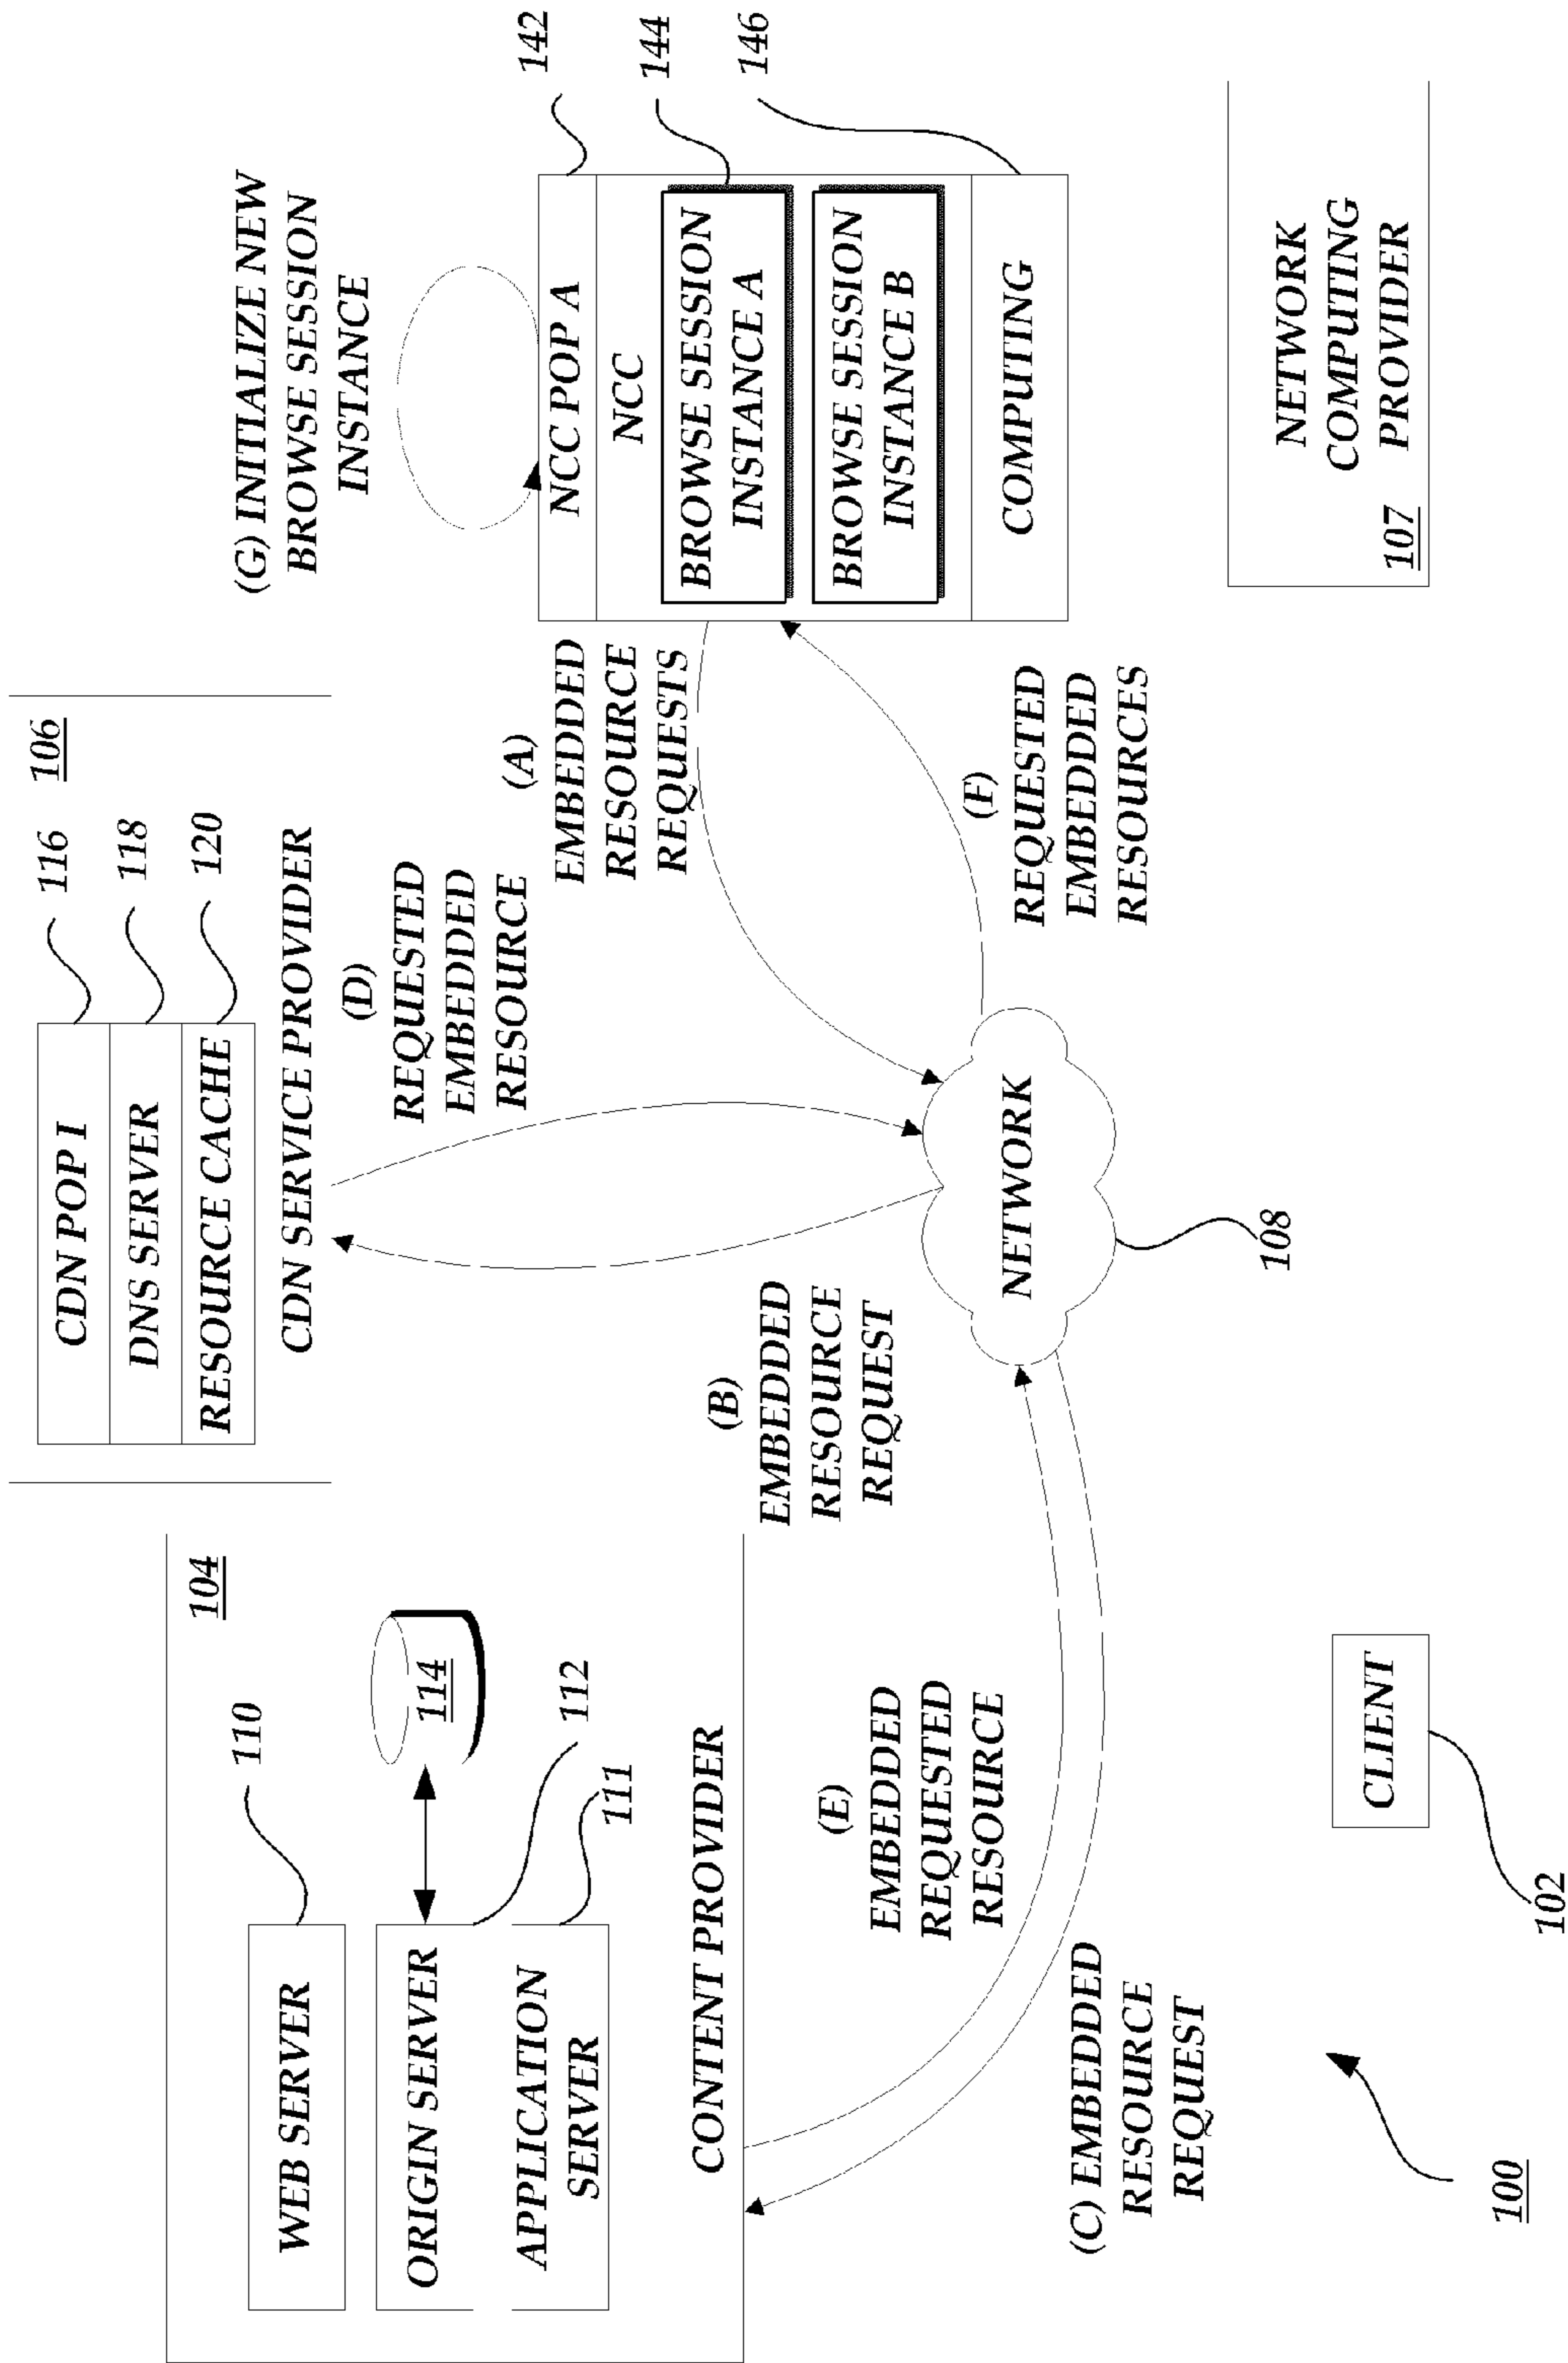 104
110
WEB SERVER
114
ORIGIN SERVER
112
APPLICATION
SERVER
111
CONTENT PROVIDER
106
116
118
120
CDN POP I
DNS SERVER
RESOURCE CACHE
CDN SERVICE PROVIDER
(D)
REQUESTED
EMBEDDED
RESOURCE
(G) INITIALIZE NEW
BROWSE SESSION
INSTANCE
142
144
146
NCC POP A
NCC
BROWSE SESSION
INSTANCE A
BROWSE SESSION
INSTANCE B
COMPUTING
(A)
EMBEDDED
RESOURCE
REQUESTS
(B)
EMBEDDED
RESOURCE
REQUEST
(E)
EMBEDDED
REQUESTED
RESOURCE
(F)
REQUESTED
EMBEDDED
RESOURCES
NETWORK
108
(C) EMBEDDED
RESOURCE
REQUEST
NETWORK
COMPUTING
PROVIDER
107
CLIENT
102
100